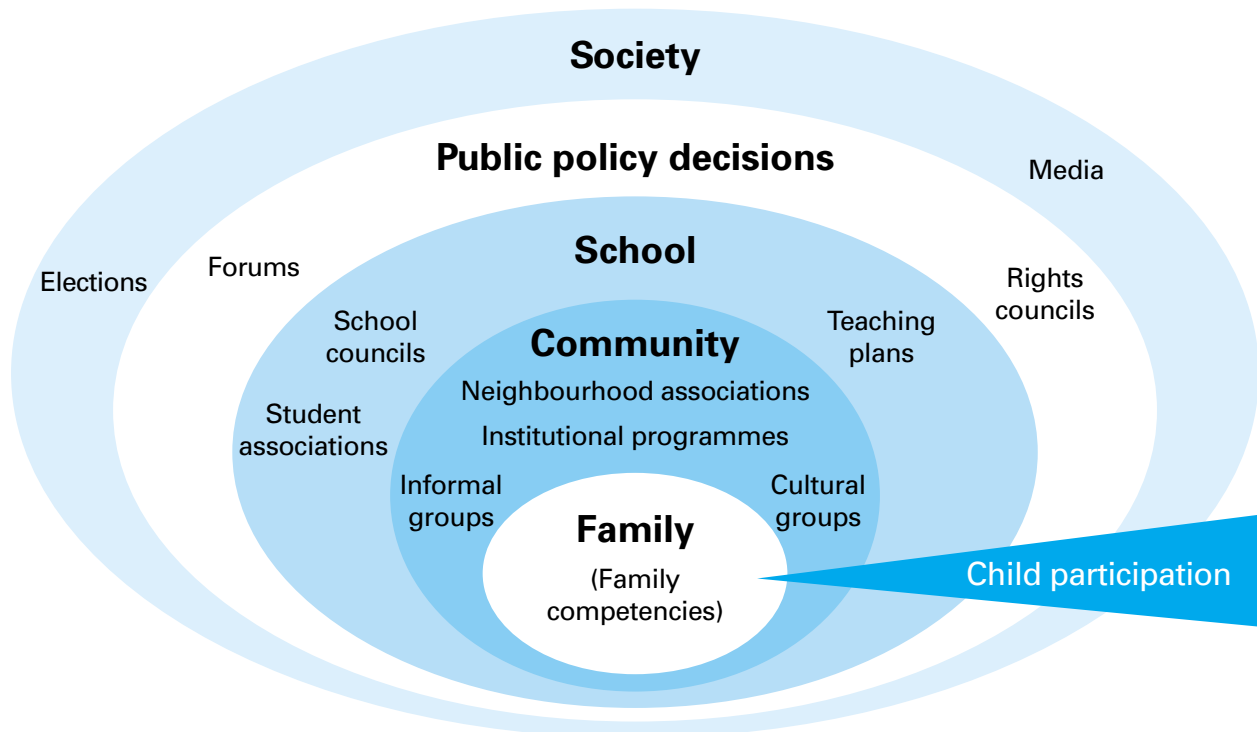 Society
Public policy decisions
Media
School
Elections
Forums
Rights
councils
School
councils
Teaching
plans
Community
Neighbourhood associations
Student
associations
Institutional programmes
Informal
groups
Cultural
groups
Family
(Family
competencies)
Child participation